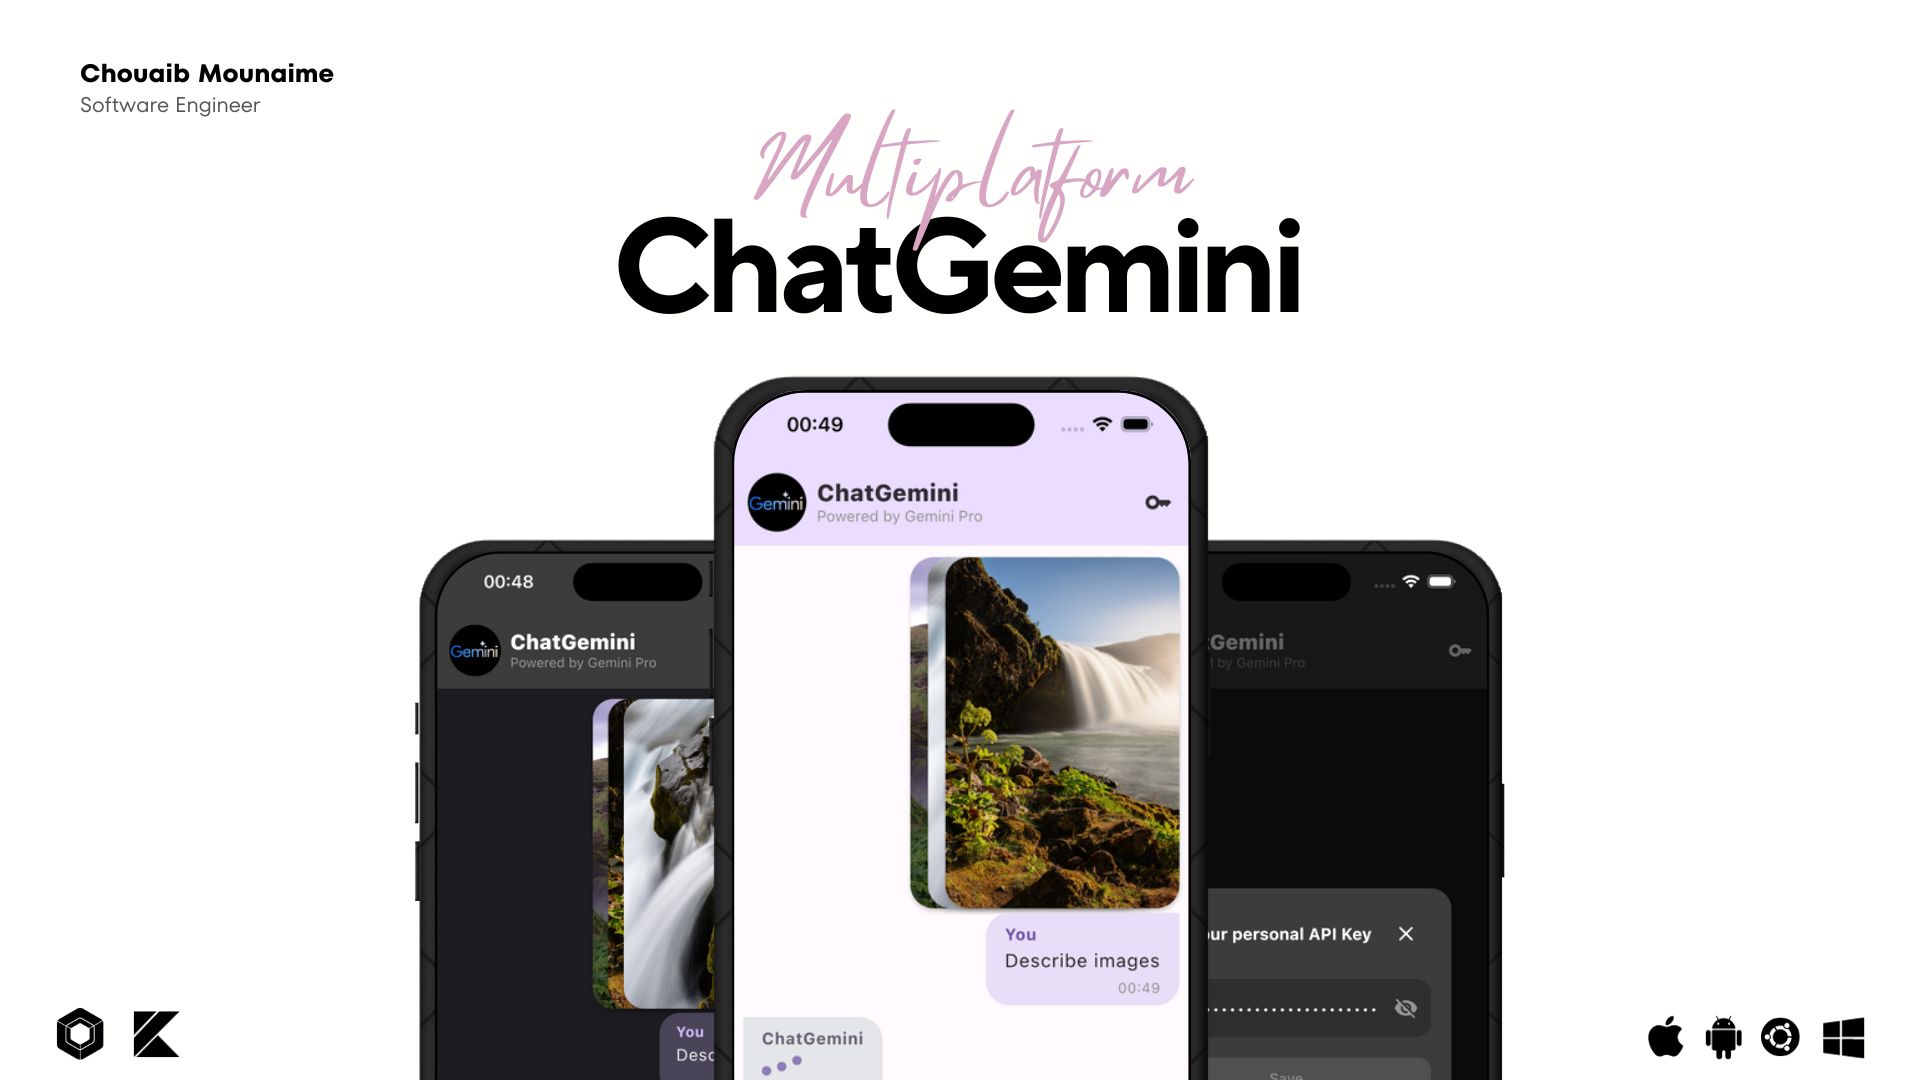 Chouaib Mounaime
Software Engineer
Multiplatform
ChatGemini
00:49
Gemini
ChatGemini
Powered by Gemini Pro
You
Describe images
00:49
ChatGemini
00:48
Gemini
ChatGemini
Powered by Gemini Pro
You
Desc
Gemini
by Gemini Pro
ur personal API Key
Save